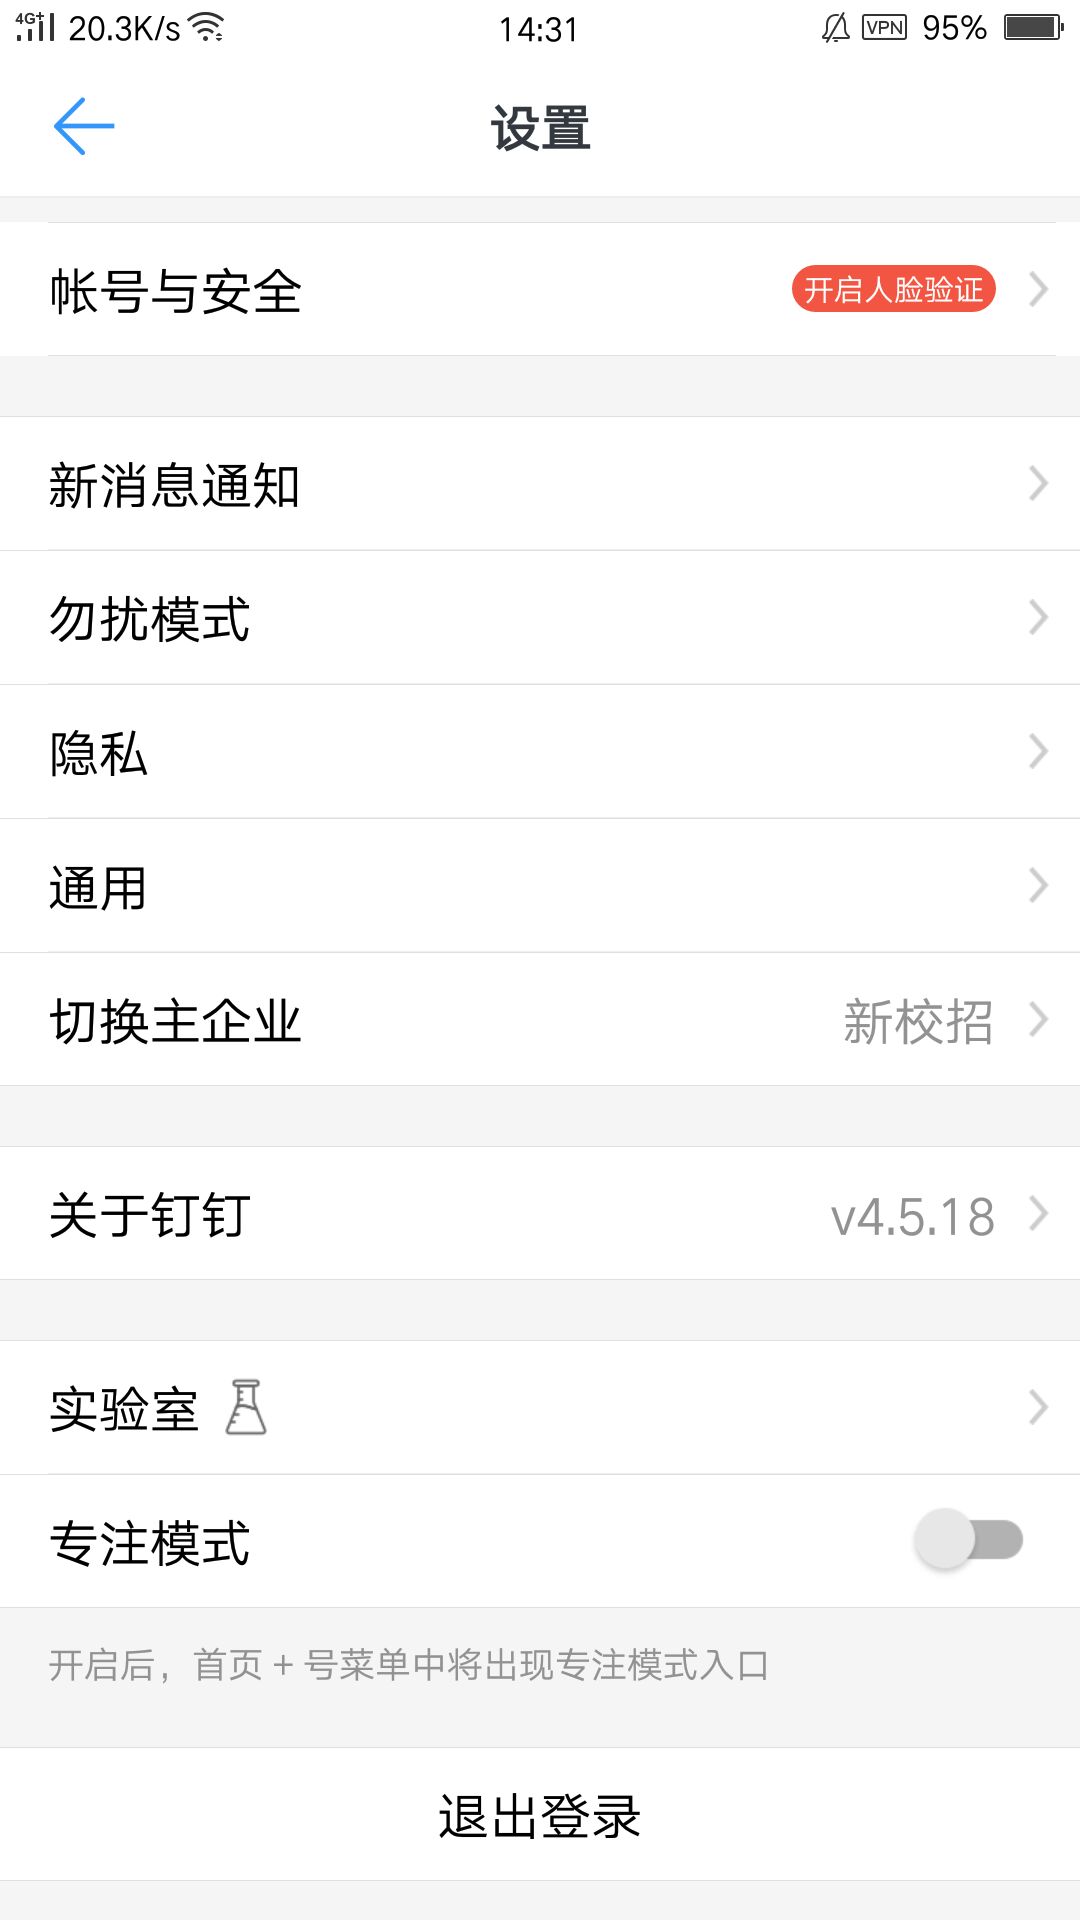 4G+ 20.3K/s 14:31 VPN 95%
设置
帐号与安全 开启人脸验证
新消息通知
勿扰模式
隐私
通用
切换主企业 新校招
关于钉钉 v4.5.18
实验室
专注模式
开启后，首页 + 号菜单中将出现专注模式入口
退出登录